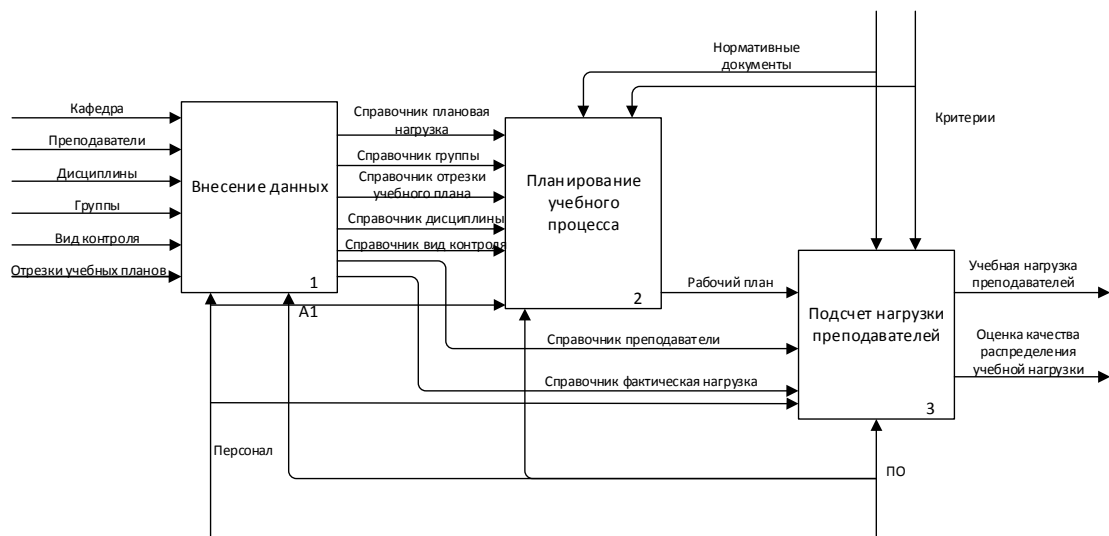 Нормативные
документы
Критерии
Кафедра
Преподаватели
Дисциплины
Группы
Вид контроля
Отрезки учебных планов
Внесение данных
1
А1
Справочник плановая
нагрузка
Справочник группы
Справочник отрезки
учебного плана
Справочник дисциплины
Справочник вид контроля
Планирование
учебного
процесса
2
Рабочий план
Справочник преподаватели
Справочник фактическая нагрузка
Подсчет нагрузки
преподавателей
3
Учебная нагрузка
преподавателей
Оценка качества
распределения
учебной нагрузки
Персонал
ПО